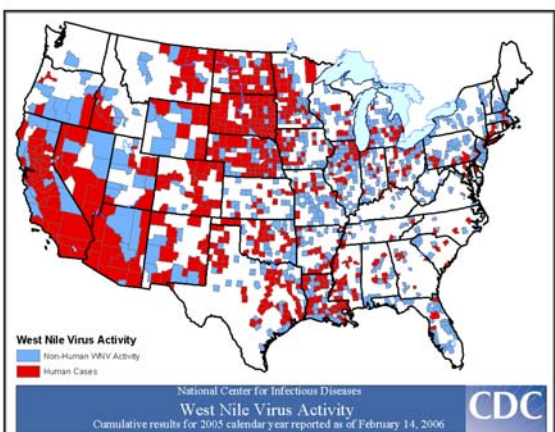 West Nile Virus Activity
Non-Human WNV Activity
Human Cases
National Center for Infectious Diseases
West Nile Virus Activity
Cumulative results for 2005 calendar year reported as of February 14, 2006
CDC